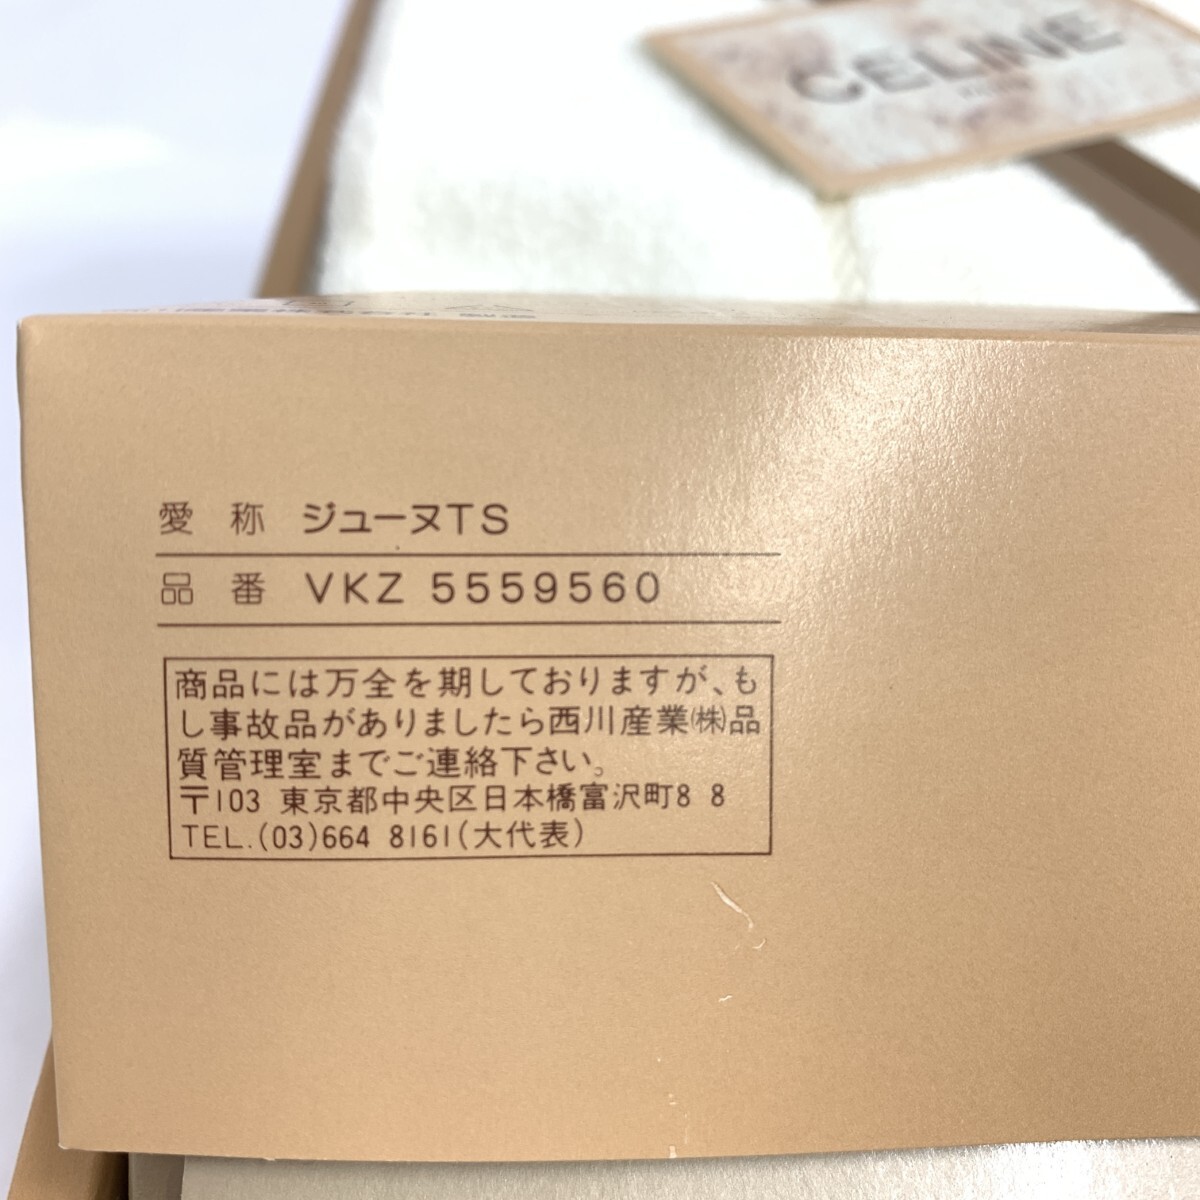 CELINE
愛称 ジューヌTS
品番 VKZ 5559560
商品には万全を期しておりますが、も
し事故品がありましたら西川産業㈱品
質管理室までご連絡下さい。
〒103 東京都中央区日本橋富沢町8 8
TEL.(03)664 8161(大代表)